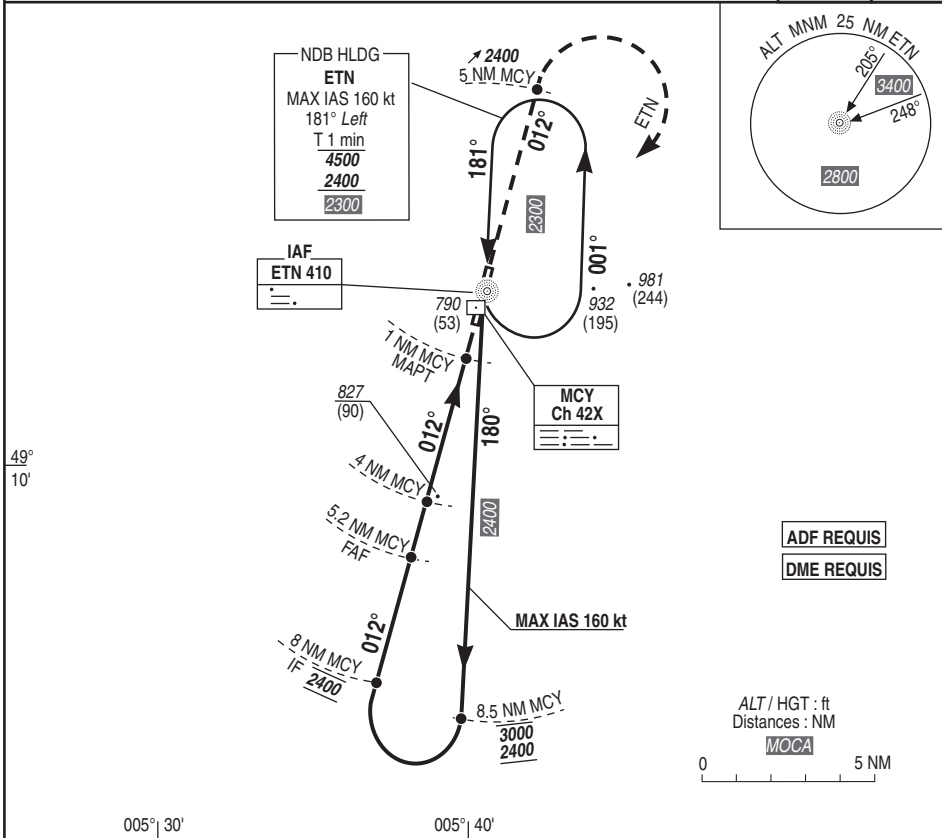 NDB HLDG
ETN
MAX IAS 160 kt
181° Left
T 1 min
4500
2400
2300
2400
5 NM MCY
012°
ETN
181°
2300
001°
ALT MNM 25 NM ETN
205°
3400
248°
2800
IAF
ETN 410
790
(53)
932
(195)
981
(244)
1 NM MCY
MAPT
MCY
Ch 42X
827
(90)
012°
180°
49°
10'
4 NM MCY
5.2 NM MCY
FAF
2400
ADF REQUIS
DME REQUIS
012°
MAX IAS 160 kt
8 NM MCY
IF 2400
8.5 NM MCY
3000
2400
ALT / HGT : ft
Distances : NM
MOCA
0 5 NM
005° 30'
005° 40'